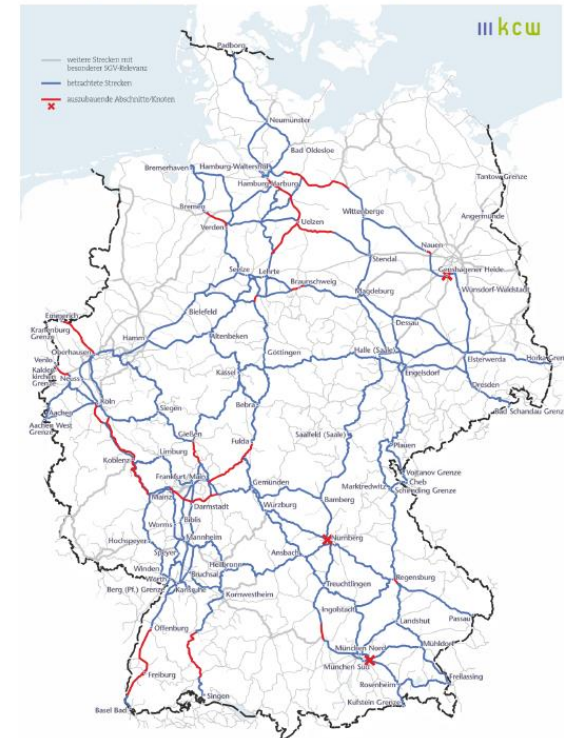 kcw
Padborg
weitere Strecken mit
besonderer SGV-Relevanz
betrachtete Strecken
auszubauende Abschnitte/Knoten
Neumünster
Bad Oldesloe
Bremerhaven
Hamburg-Waltershof
Hamburg-Harburg
Tantow Grenze
Bremen
Wittenberge
Angermünde
Verden
Uelzen
Nauen
Stendal
Genshagener Heide
Wünsdorf-Waldstadt
Seelze
Lehrte
Braunschweig
Magdeburg
Emmerich
Kranenburg
Grenze
Bielefeld
Dessau
Oberhausen
Hamm
Altenbeken
Venlo
Kaldenkirchen
Grenze
Neuss
Göttingen
Halle (Saale)
Elsterwerda
Horka Grenze
Engelsdorf
Kassel
Dresden
Köln
Aachen
Aachen West
Grenze
Siegen
Bebra
Bad Schandau Grenze
Gießen
Fulda
Saalfeld (Saale)
Limburg
Plauen
Koblenz
Frankfurt/Main
Vojtanov Grenze
Cheb
Schirnding Grenze
Marktredwitz
Gemünden
Mainz
Bamberg
Darmstadt
Würzburg
Worms
Biblis
Hochspeyer
Mannheim
Nürnberg
Ansbach
Speyer
Heilbronn
Winden
Bruchsal
Treuchtlingen
Regensburg
Wörth
Berg (Pf.) Grenze
Karlsruhe
Kornwestheim
Ingolstadt
Passau
Landshut
Offenburg
München Nord
Mühldorf
München Süd
Freiburg
Rosenheim
Freilassing
Singen
Basel Bad
Kufstein Grenze